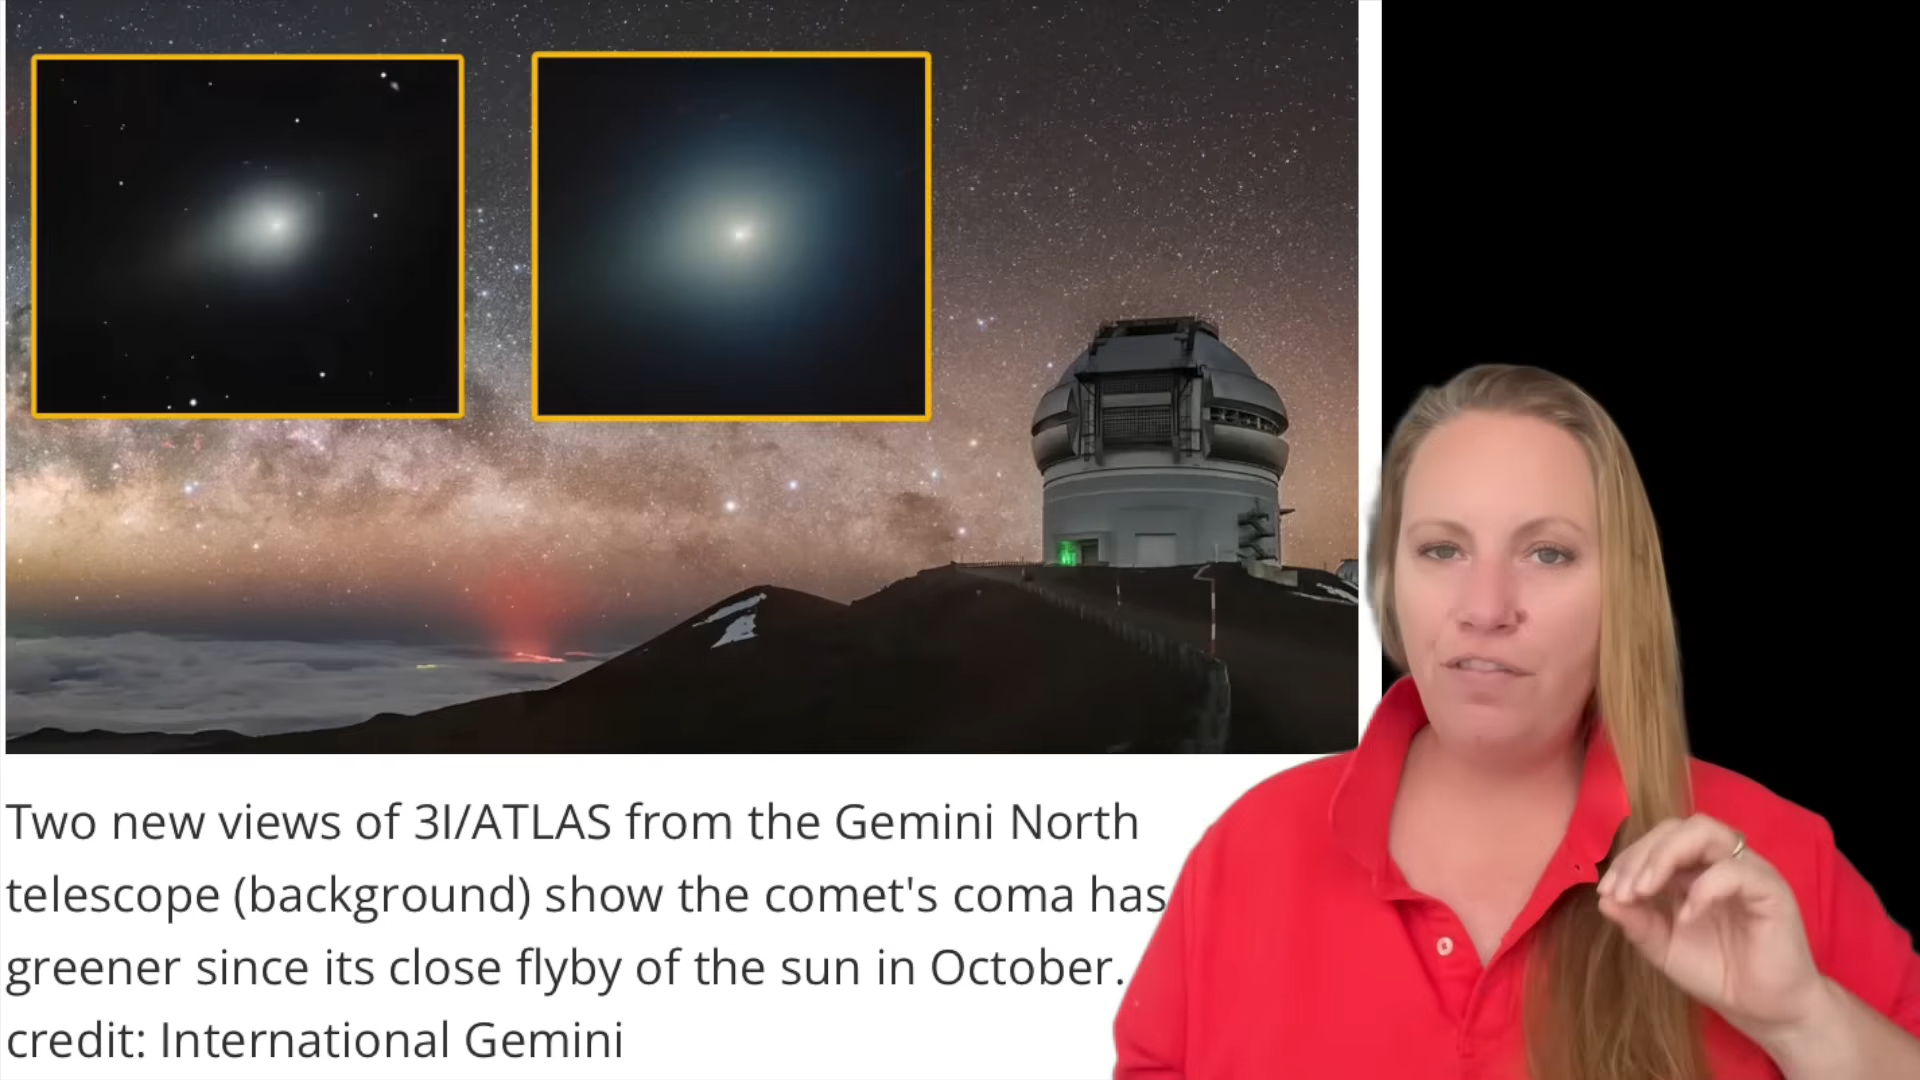 Two new views of 3I/ATLAS from the Gemini North
telescope (background) show the comet's coma has
greener since its close flyby of the sun in October.
credit: International Gemini